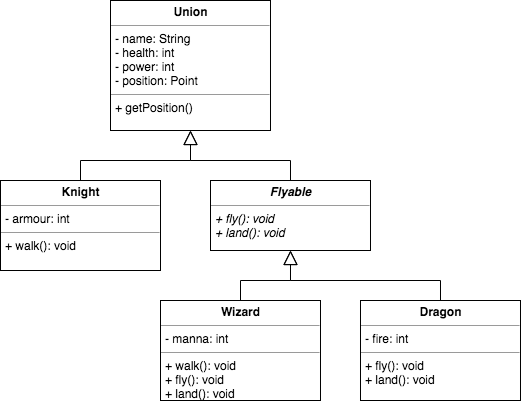 Union
- name: String
- health: int
- power: int
- position: Point
+ getPosition()
Knight
- armour: int
+ walk(): void
Flyable
+ fly(): void
+ land(): void
Wizard
- manna: int
+ walk(): void
+ fly(): void
+ land(): void
Dragon
- fire: int
+ fly(): void
+ land(): void